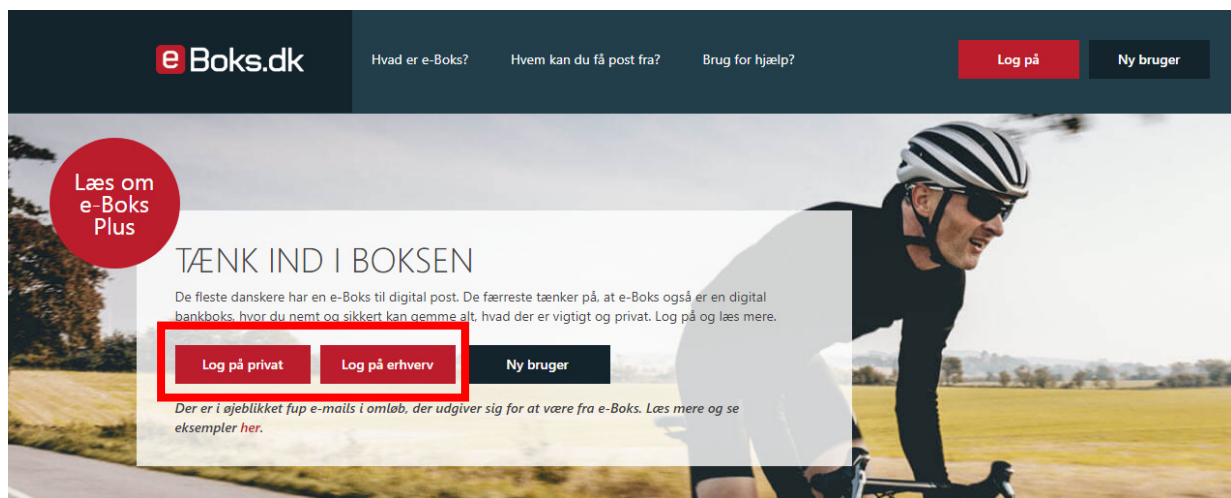 e Boks.dk
Hvad er e-Boks?
Hvem kan du få post fra?
Brug for hjælp?
Log på
Ny bruger
Læs om
e-Boks
Plus
TÆNK IND I BOKSEN
De fleste danskere har en e-Boks til digital post. De færreste tænker på, at e-Boks også er en digital
bankboks, hvor du nemt og sikkert kan gemme alt, hvad der er vigtigt og privat. Log på og læs mere.
Log på privat
Log på erhverv
Ny bruger
Der er i øjeblikket fup e-mails i omløb, der udgiver sig for at være fra e-Boks. Læs mere og se
eksempler her.